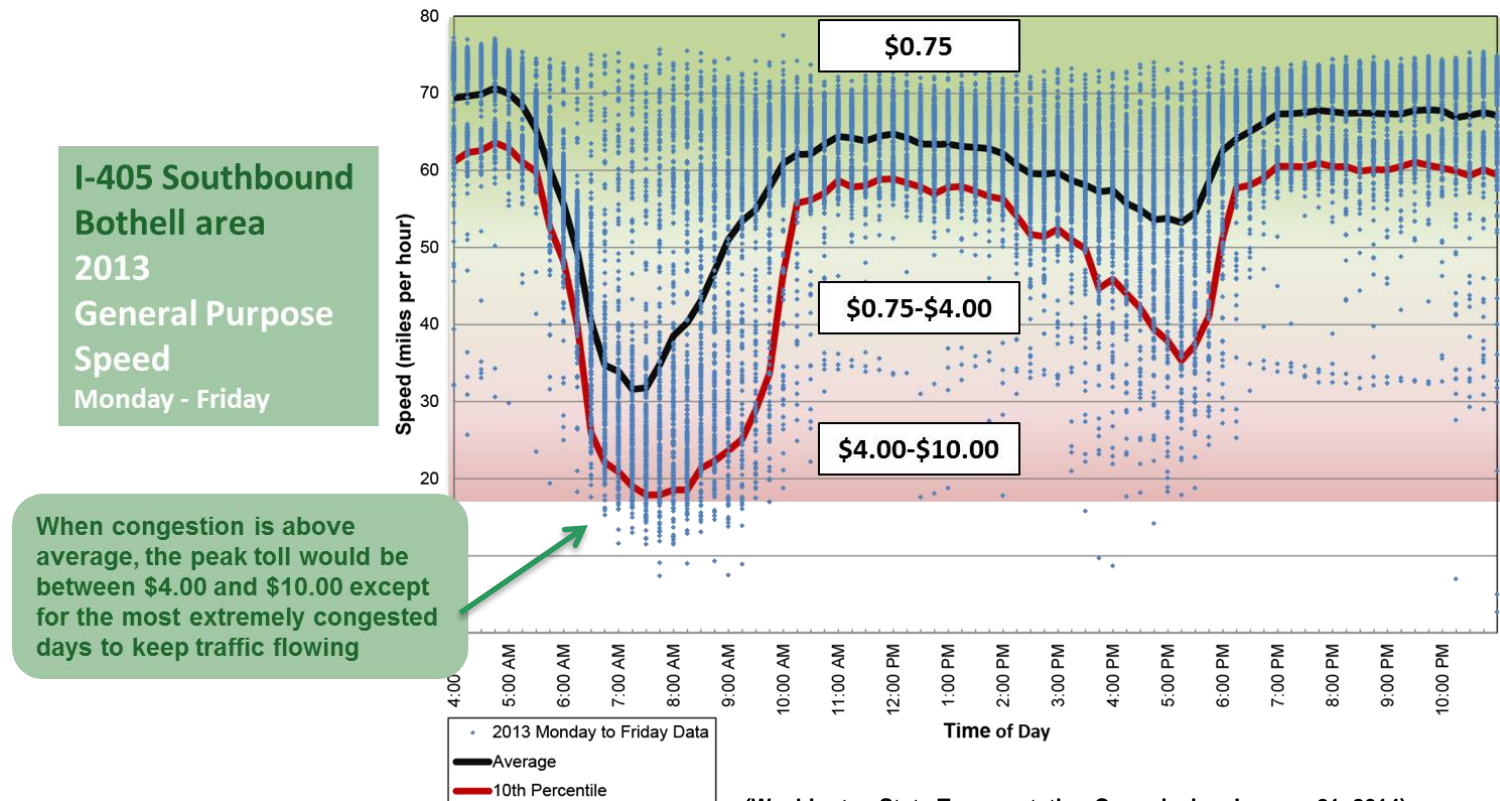 I-405 Southbound
Bothell area
2013
General Purpose
Speed
Monday - Friday
When congestion is above
average, the peak toll would be
between $4.00 and $10.00 except
for the most extremely congested
days to keep traffic flowing
Speed (miles per hour)
80
70
60
50
40
30
20
$0.75
$0.75-$4.00
$4.00-$10.00
4:00
5:00 AM
6:00 AM
7:00 AM
8:00 AM
9:00 AM
10:00 AM
11:00 AM
12:00 PM
1:00 PM
2:00 PM
3:00 PM
4:00 PM
5:00 PM
6:00 PM
7:00 PM
8:00 PM
9:00 PM
10:00 PM
Time of Day
2013 Monday to Friday Data
Average
10th Percentile